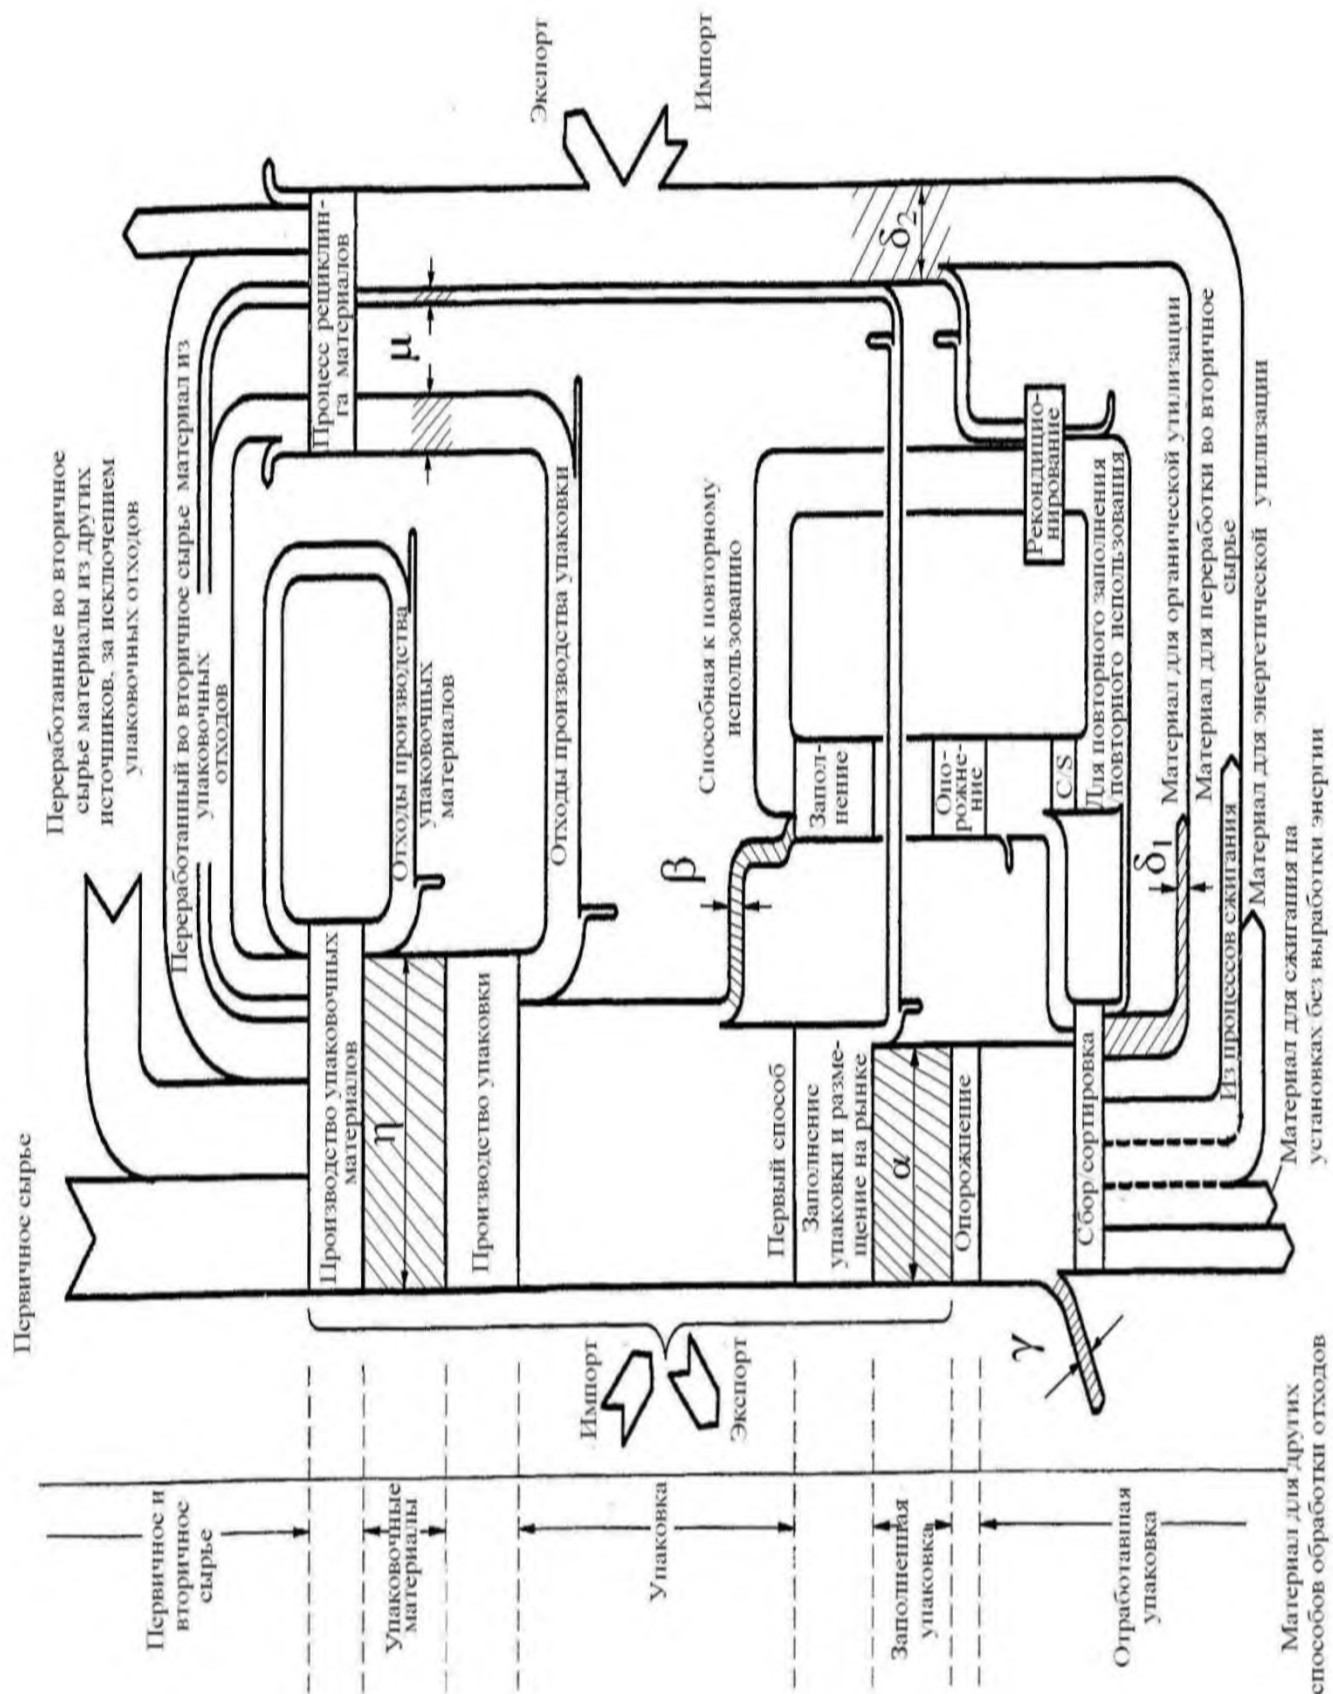 Первичное сырье
Переработанные во вторичное
сырье материалы из других
источников, за исключением
упаковочных отходов
Переработанный во вторичное сырье материал из
упаковочных
отходов
Первичное и
вторичное
сырье
Производство упаковочных
материалов
Отходы производства
упаковочных
материалов
Процесс рециклин-
га материалов
Упаковочные
материалы
η
μ
Производство упаковки
Отходы производства упаковки
Экспорт
Импорт
Импорт
Экспорт
Упаковка
β
Способная к повторному
использованию
Первый способ
Заполнение
упаковки и разме-
щение на рынке
Запол-
нение
Заполненная
упаковка
α
δ2
Опорожнение
Опо-
рожне-
ние
Рекондицио-
нирование
γ
Сбор сортировка
C/S
Для повторного заполнения
повторного использования
Отработавшая
упаковка
δ1
Материал для органической утилизации
Материал для переработки во вторичное
сырье
Из процессов сжигания
Материал для энергетической утилизации
Материал для сжигания на
установках без выработки энергии
Материал для других
способов обработки отходов